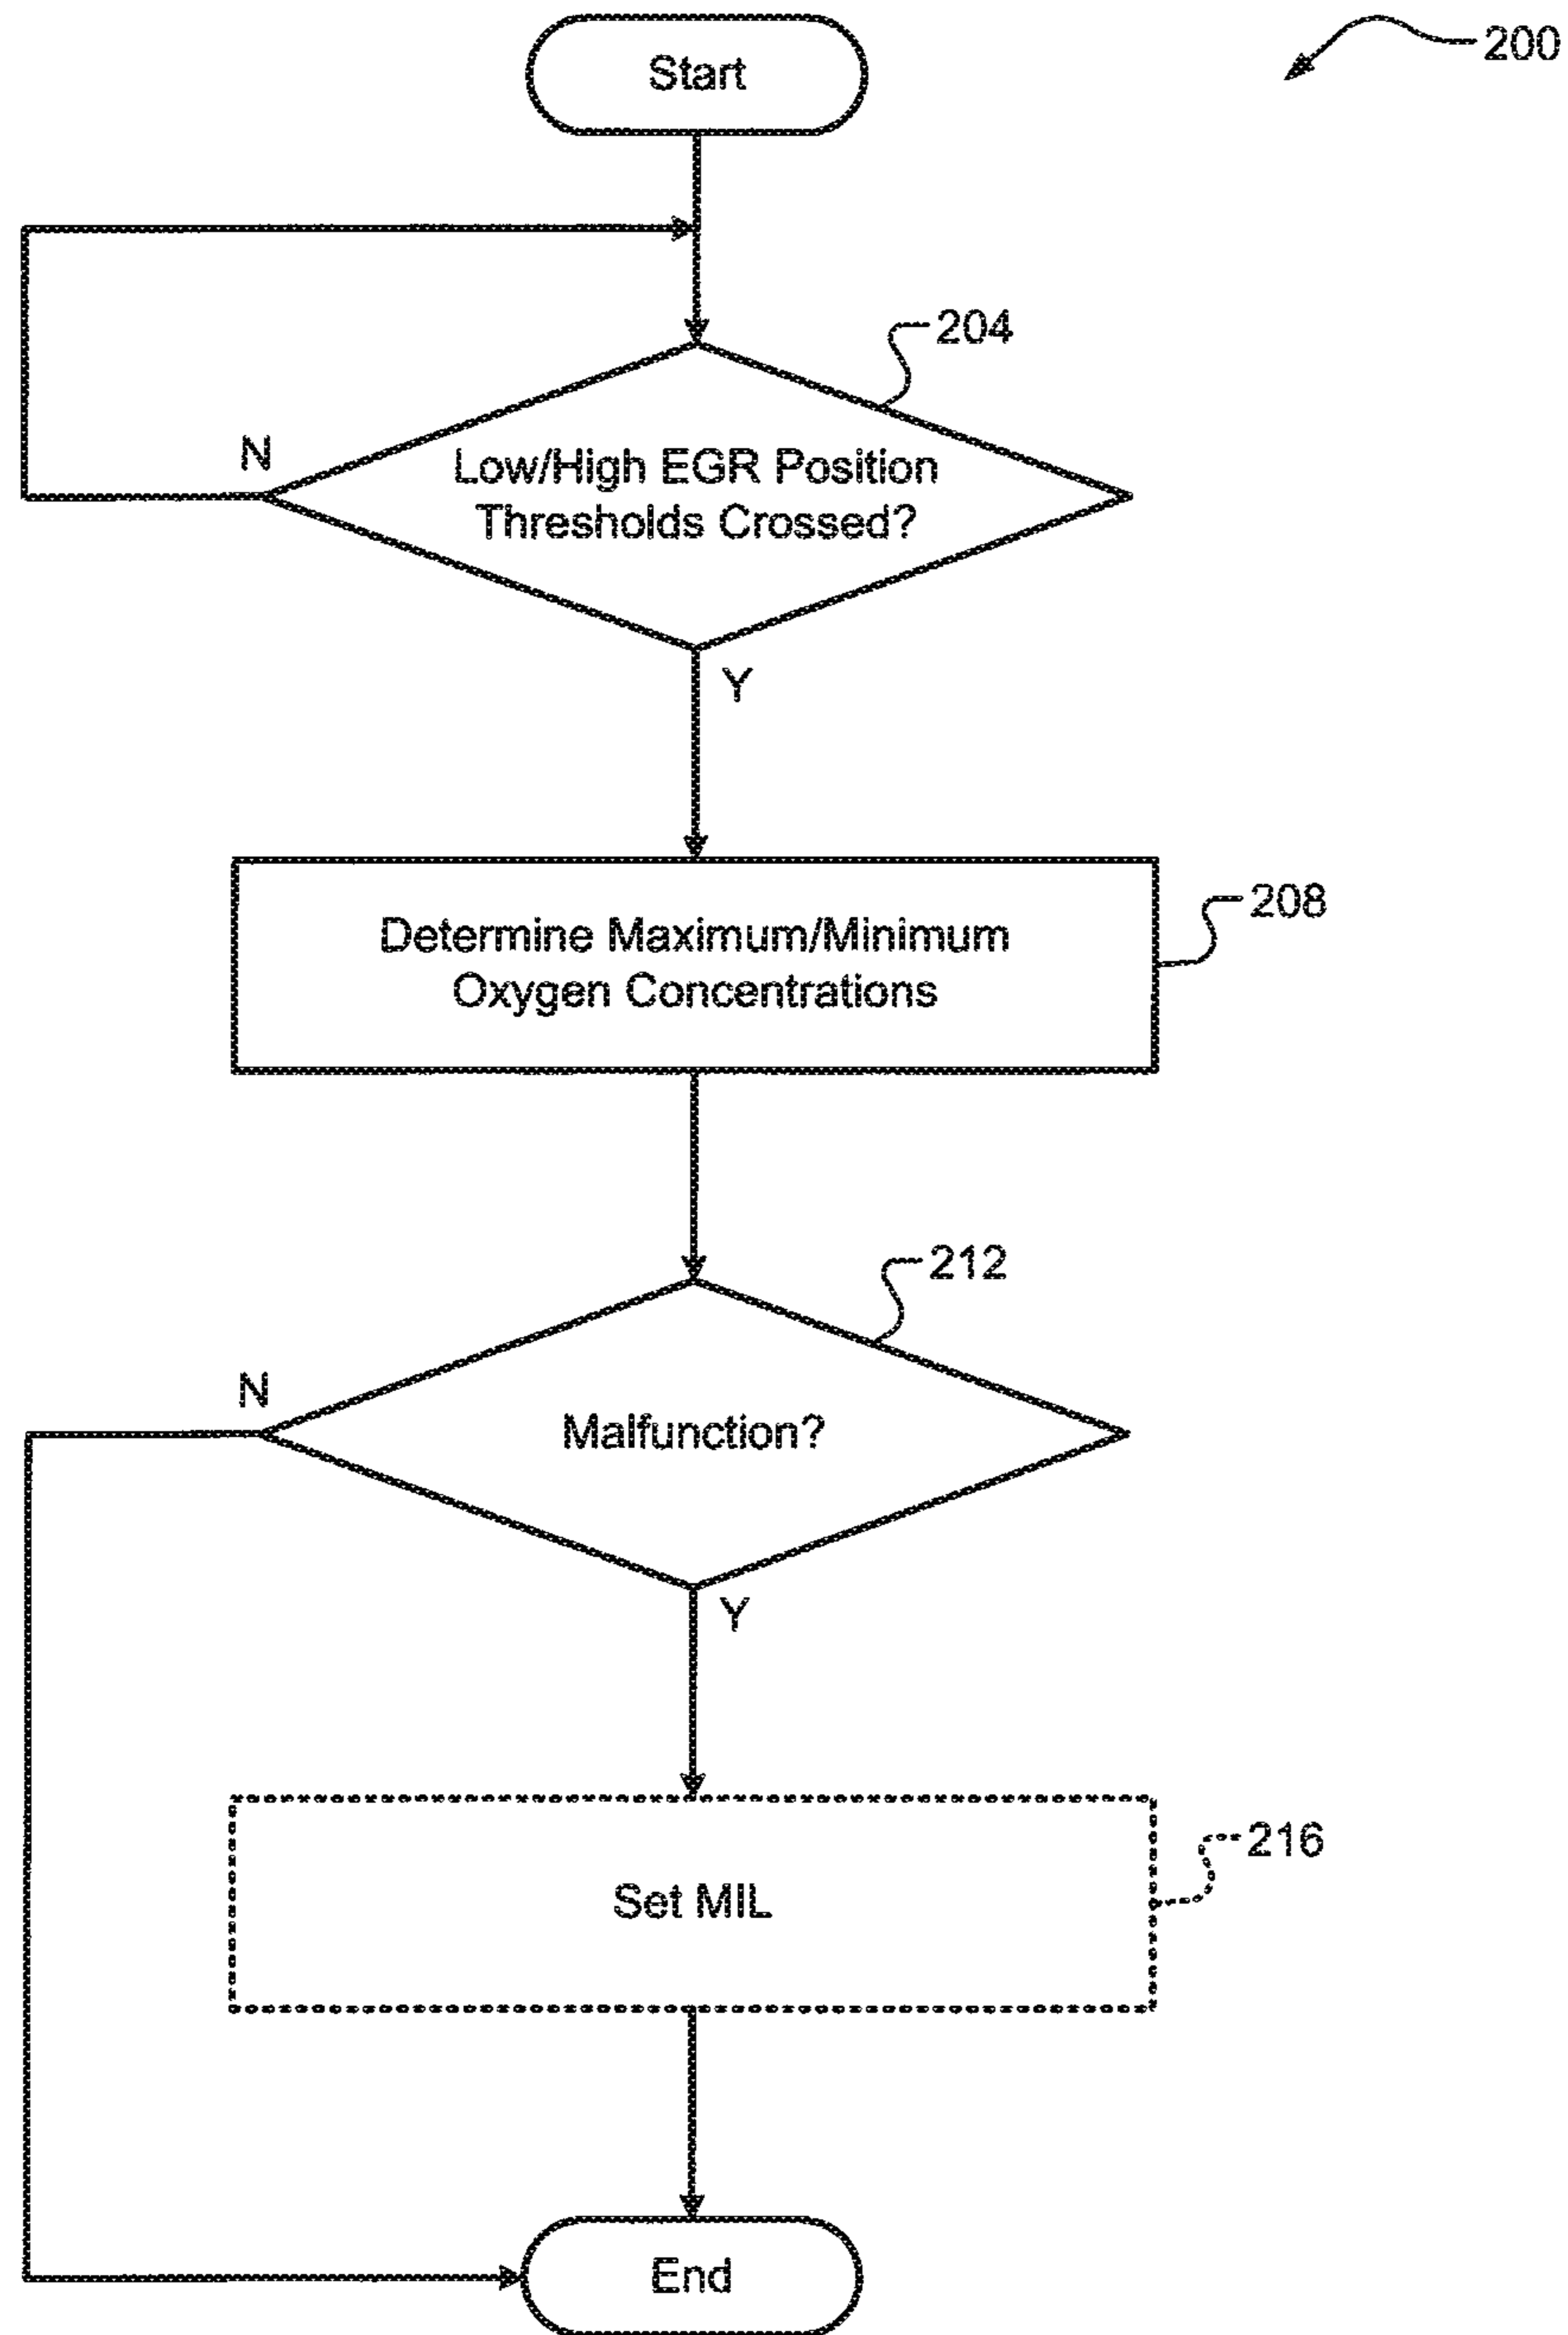 Start
200
204
N
Low/High EGR Position
Thresholds Crossed?
Y
208
Determine Maximum/Minimum
Oxygen Concentrations
212
N
Malfunction?
Y
216
Set MIL
End